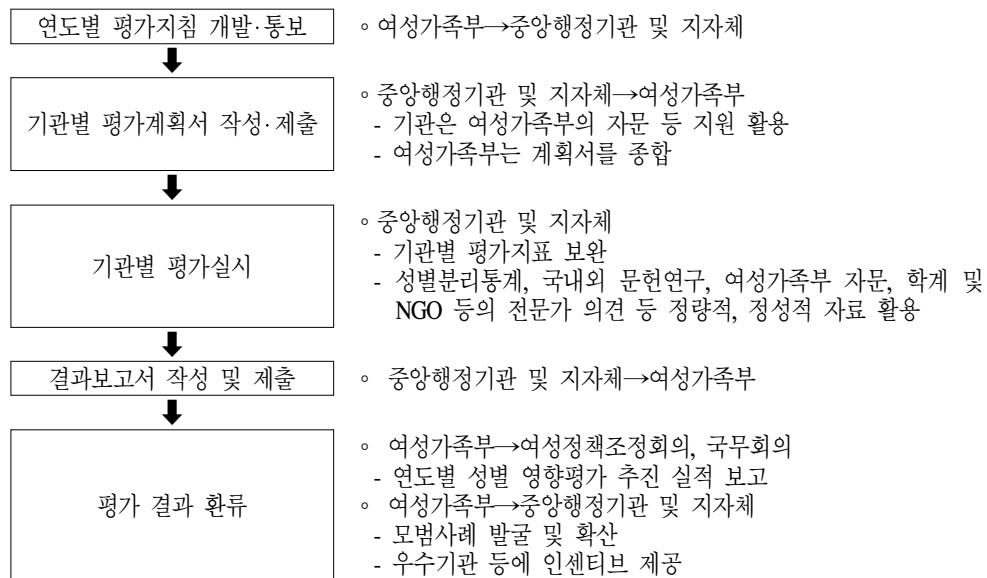 연도별 평가지침 개발·통보
◦ 여성가족부→중앙행정기관 및 지자체
기관별 평가계획서 작성·제출
◦ 중앙행정기관 및 지자체→여성가족부
- 기관은 여성가족부의 자문 등 지원 활용
- 여성가족부는 계획서를 종합
기관별 평가실시
◦ 중앙행정기관 및 지자체
- 기관별 평가지표 보완
- 성별분리통계, 국내외 문헌연구, 여성가족부 자문, 학계 및
NGO 등의 전문가 의견 등 정량적, 정성적 자료 활용
결과보고서 작성 및 제출
◦ 중앙행정기관 및 지자체→여성가족부
평가 결과 환류
◦ 여성가족부→여성정책조정회의, 국무회의
- 연도별 성별 영향평가 추진 실적 보고
◦ 여성가족부→중앙행정기관 및 지자체
- 모범사례 발굴 및 확산
- 우수기관 등에 인센티브 제공